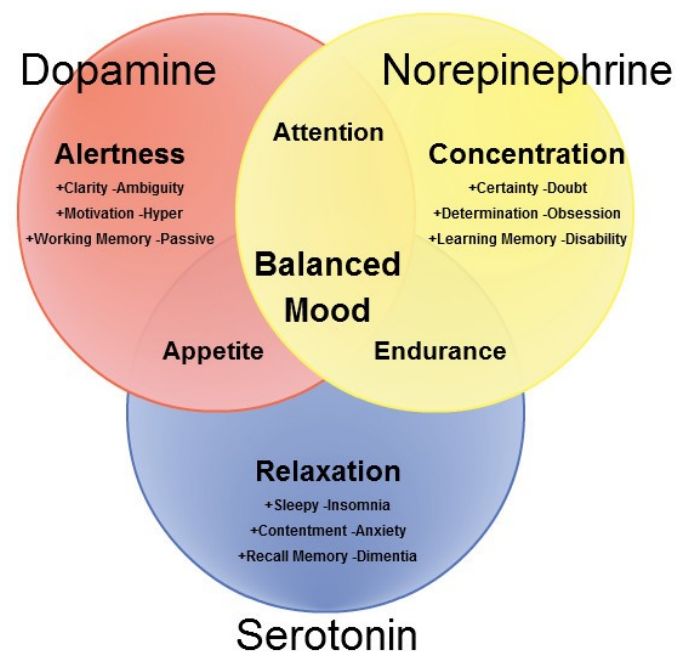 Dopamine
Norepinephrine
Attention
Alertness
+Clarity -Ambiguity
+Motivation -Hyper
+Working Memory -Passive
Concentration
+Certainty -Doubt
+Determination -Obsession
+Learning Memory -Disability
Balanced
Mood
Appetite
Endurance
Relaxation
+Sleepy -Insomnia
+Contentment -Anxiety
+Recall Memory -Dimentia
Serotonin